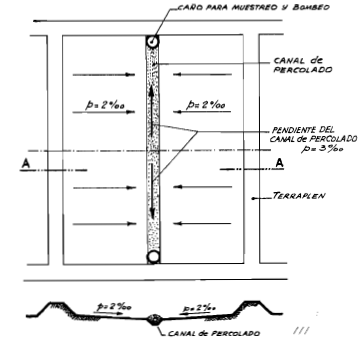 CAÑO PARA MUESTREO Y BOMBEO
CANAL de
PERCOLADO
p=2‰
p=2‰
PENDIENTE DEL
CANAL de PERCOLADO
p=3‰
A
A
TERRAPLEN
p=2‰
p=2‰
CANAL de PERCOLADO